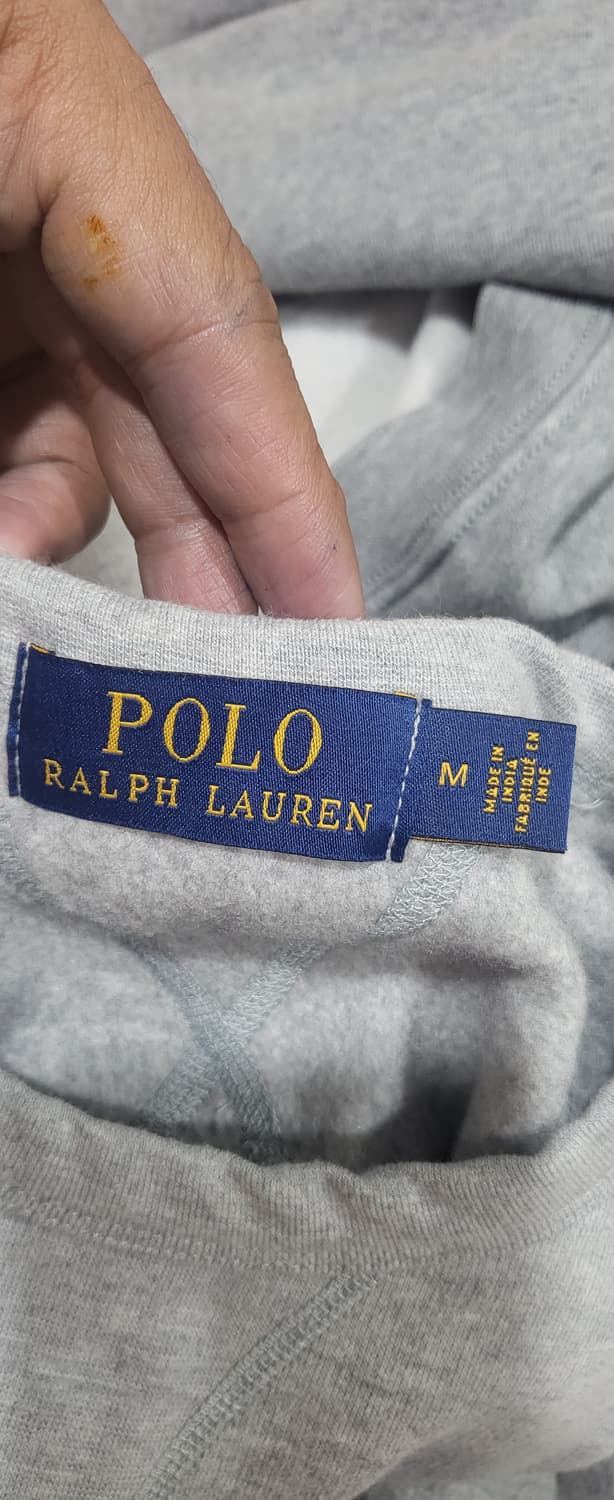 POLO
RALPH LAUREN
M
MADE IN
INDIA
FABRIQUÉ EN
INDE